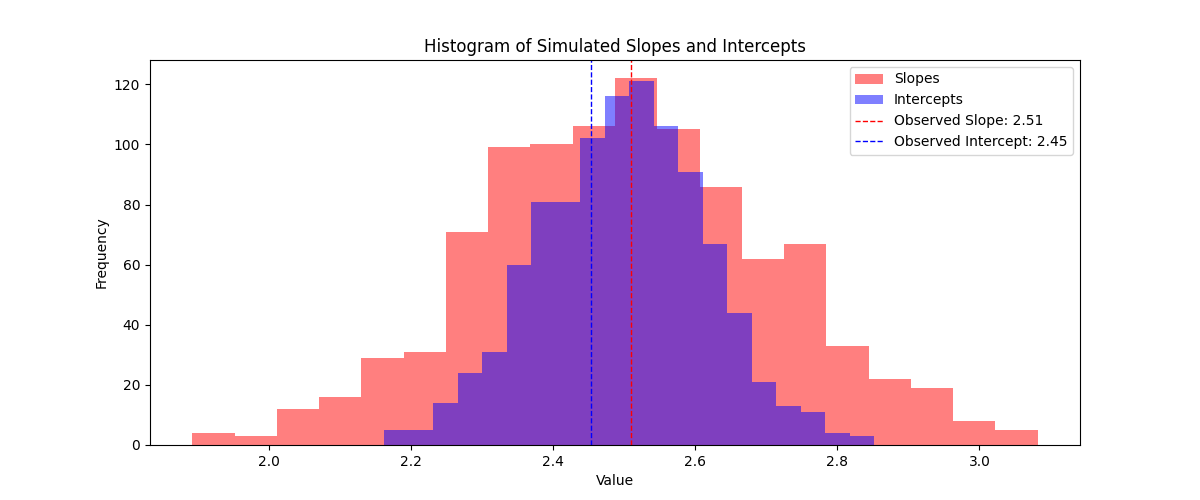 Histogram of Simulated Slopes and Intercepts
Slopes
Intercepts
Observed Slope: 2.51
Observed Intercept: 2.45
Frequency
120
100
80
60
40
20
0
2.0 2.2 2.4 2.6 2.8 3.0
Value